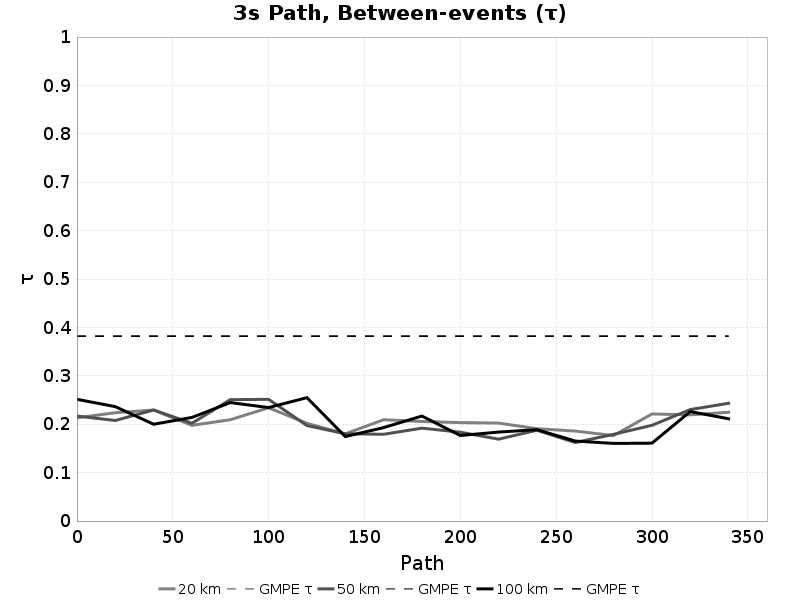 3s Path, Between-events (τ)
1
0.9
0.8
0.7
0.6
0.5
0.4
0.3
0.2
0.1
0
τ
0 50 100 150 200 250 300 350
Path
20 km GMPE τ 50 km GMPE τ 100 km GMPE τ